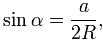 sin α = a/2R,